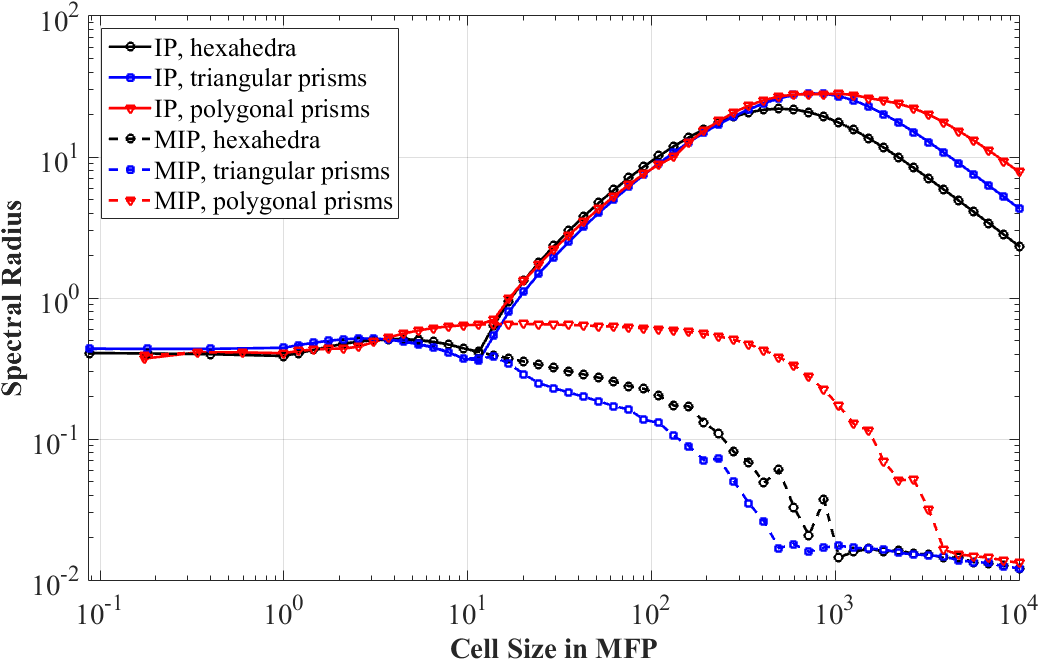 10^2
10^1
10^0
10^-1
10^-2
Spectral Radius
IP, hexahedra
IP, triangular prisms
IP, polygonal prisms
MIP, hexahedra
MIP, triangular prisms
MIP, polygonal prisms
10^-1 10^0 10^1 10^2 10^3 10^4
Cell Size in MFP